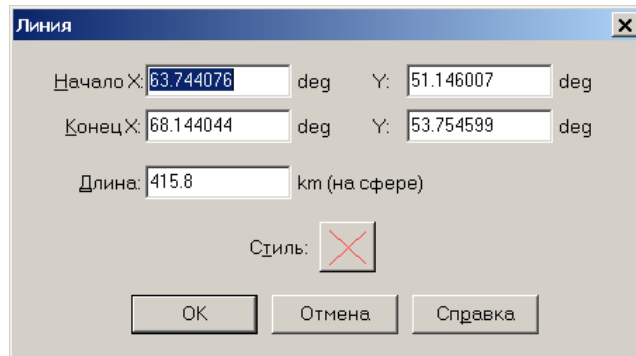 Линия
Начало X: 63.744076 deg Y: 51.146007 deg
Конец X: 68.144044 deg Y: 53.754599 deg
Длина: 415.8 km (на сфере)
Стиль:
OK Отмена Справка